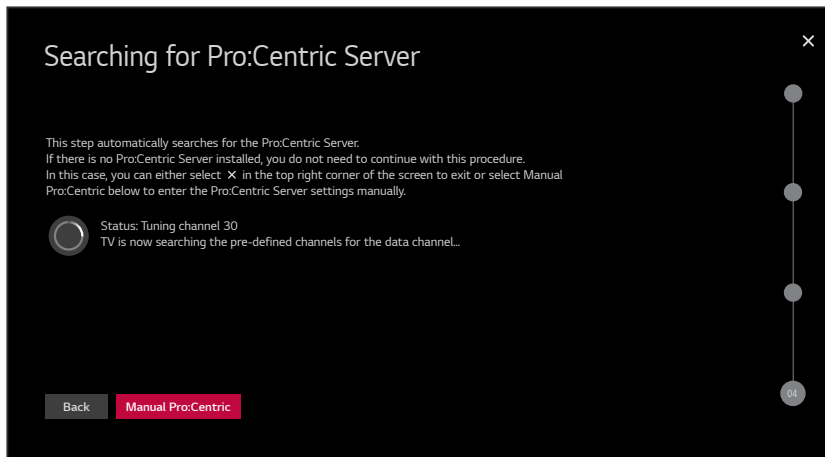 Searching for Pro:Centric Server
×
This step automatically searches for the Pro:Centric Server.
If there is no Pro:Centric Server installed, you do not need to continue with this procedure.
In this case, you can either select × in the top right corner of the screen to exit or select Manual
Pro:Centric below to enter the Pro:Centric Server settings manually.
Status: Tuning channel 30
TV is now searching the pre-defined channels for the data channel...
Back
Manual Pro:Centric
04